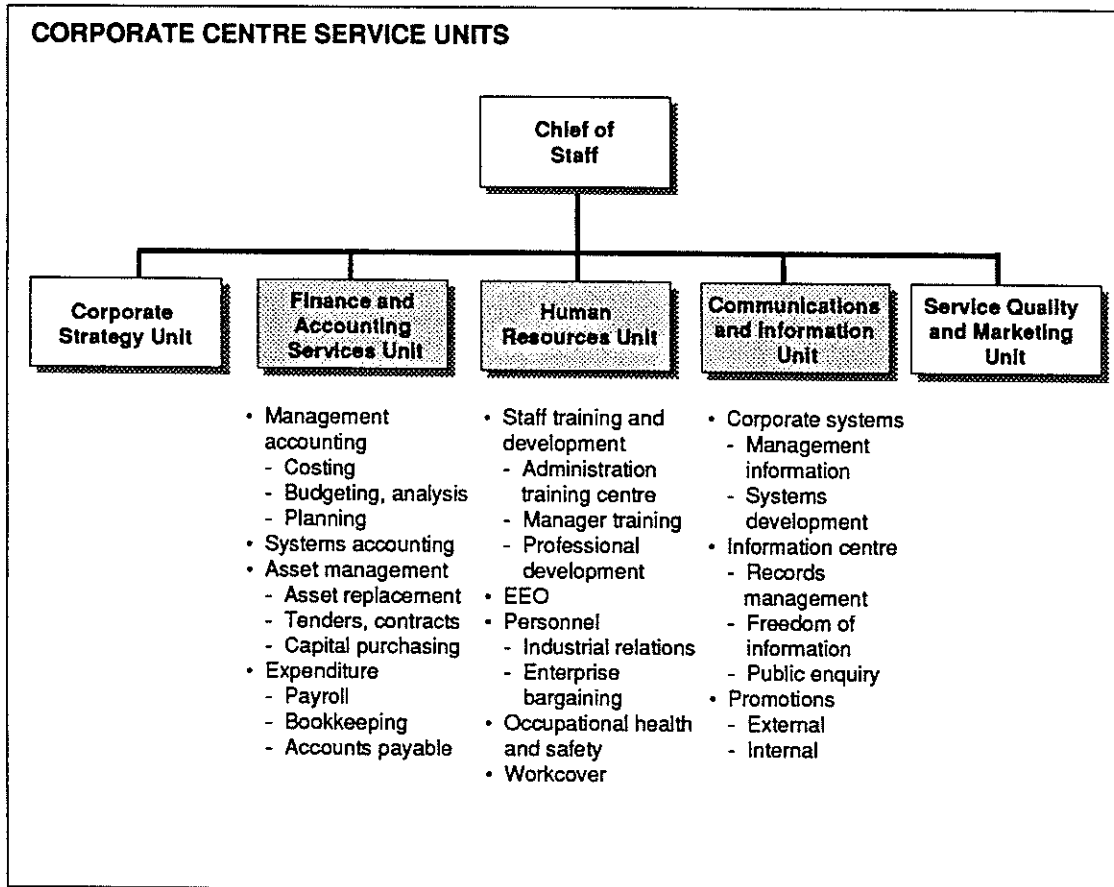 CORPORATE CENTRE SERVICE UNITS
Chief of
Staff
Corporate
Strategy Unit
Finance and
Accounting
Services Unit
Human
Resources Unit
Communications
and Information
Unit
Service Quality
and Marketing
Unit
• Management
accounting
- Costing
- Budgeting, analysis
- Planning
• Systems accounting
• Asset management
- Asset replacement
- Tenders, contracts
- Capital purchasing
• Expenditure
- Payroll
- Bookkeeping
- Accounts payable
• Staff training and
development
- Administration
training centre
- Manager training
- Professional
development
• EEO
• Personnel
- Industrial relations
- Enterprise
bargaining
• Occupational health
and safety
• Workcover
• Corporate systems
- Management
information
- Systems
development
• Information centre
- Records
management
- Freedom of
information
- Public enquiry
• Promotions
- External
- Internal